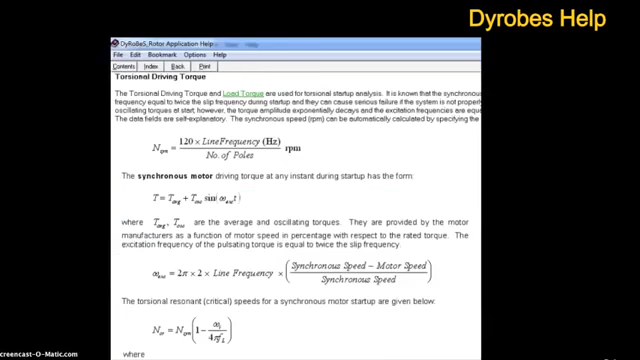 Dyrobes Help
DyRoBeS_Rotor Application Help
File Edit Bookmark Options Help
Contents Index Back Print
Torsional Driving Torque
The Torsional Driving Torque and Load Torque are used for torsional startup analysis. It is known that the synchronous
frequency equal to twice the slip frequency during startup and they can cause serious failure if the system is not properly
oscillating torques at start; however, the torque amplitude exponentially decays and the excitation frequencies are equal
The data fields are self-explanatory. The synchronous speed (rpm) can be automatically calculated by specifying the
N_rpm = 120 × Line Frequency (Hz) / No. of Poles rpm
The synchronous motor driving torque at any instant during startup has the form:
T = T_avg + T_osc sin(ω_exc t)
where T_avg, T_osc are the average and oscillating torques. They are provided by the motor
manufacturers as a function of motor speed in percentage with respect to the rated torque. The
excitation frequency of the pulsating torque is equal to twice the slip frequency.
ω_exc = 2π × 2 × Line Frequency × (Synchronous Speed − Motor Speed / Synchronous Speed)
The torsional resonant (critical) speeds for a synchronous motor startup are given below:
N_cr = N_rpm (1 − ω_i / 4πf_L)
where
creencast-O-Matic.com